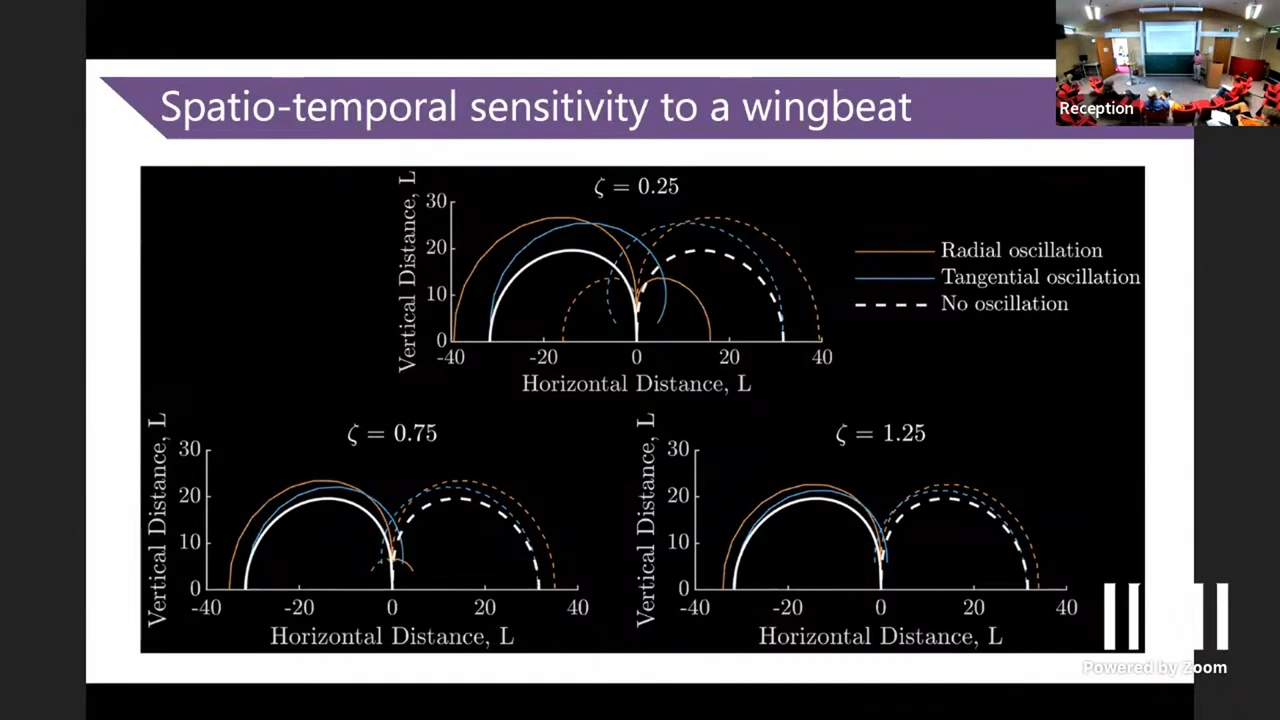 Spatio-temporal sensitivity to a wingbeat
Reception
ζ = 0.25
Vertical Distance, L
30
20
10
0
-40
-20
0
20
40
Horizontal Distance, L
Radial oscillation
Tangential oscillation
No oscillation
ζ = 0.75
Vertical Distance, L
30
20
10
0
-40
-20
0
20
40
Horizontal Distance, L
ζ = 1.25
Vertical Distance, L
30
20
10
0
-40
-20
0
20
40
Horizontal Distance, L
Powered by Zoom